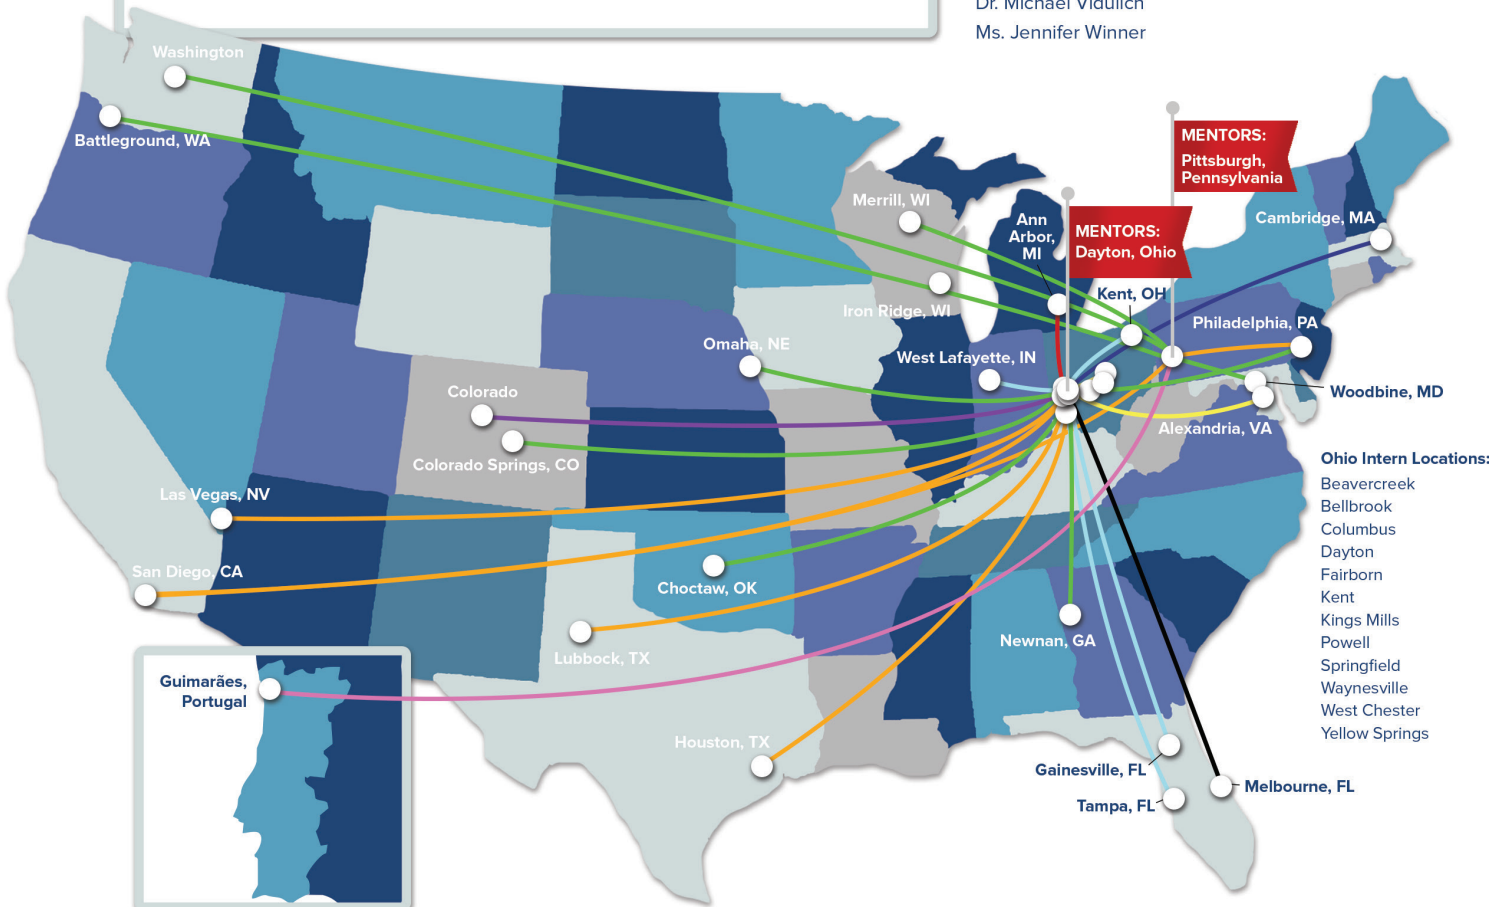 Dr. Michael Vidulich
Ms. Jennifer Winner
Washington
Battleground, WA
MENTORS:
Pittsburgh,
Pennsylvania
Merrill, WI
Ann
Arbor,
MI
MENTORS:
Dayton, Ohio
Cambridge, MA
Kent, OH
Iron Ridge, WI
Philadelphia, PA
Omaha, NE
West Lafayette, IN
Colorado
Woodbine, MD
Alexandria, VA
Colorado Springs, CO
Las Vegas, NV
San Diego, CA
Choctaw, OK
Lubbock, TX
Newnan, GA
Guimarães,
Portugal
Houston, TX
Gainesville, FL
Tampa, FL
Melbourne, FL
Ohio Intern Locations:
Beavercreek
Bellbrook
Columbus
Dayton
Fairborn
Kent
Kings Mills
Powell
Springfield
Waynesville
West Chester
Yellow Springs